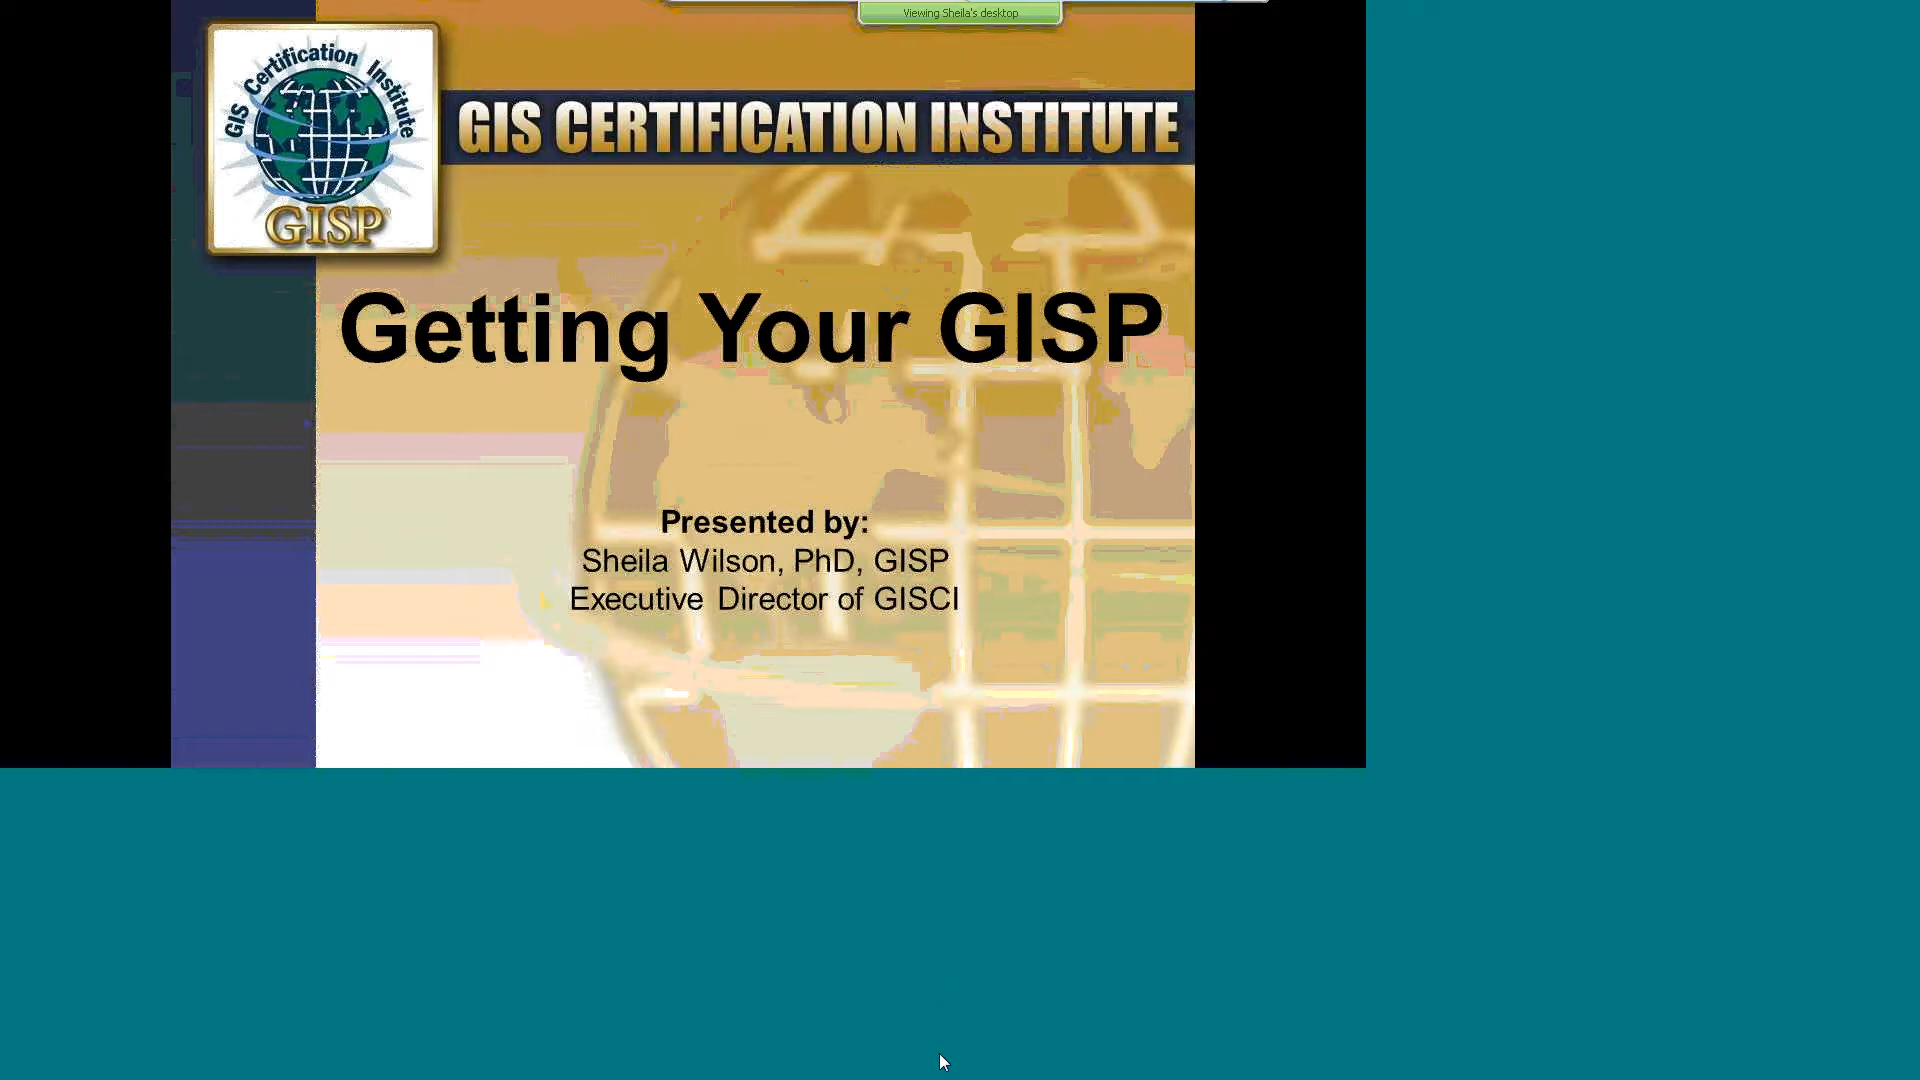 Viewing Sheila's desktop
GIS Certification Institute
GISP
GIS CERTIFICATION INSTITUTE
Getting Your GISP
Presented by:
Sheila Wilson, PhD, GISP
Executive Director of GISCI